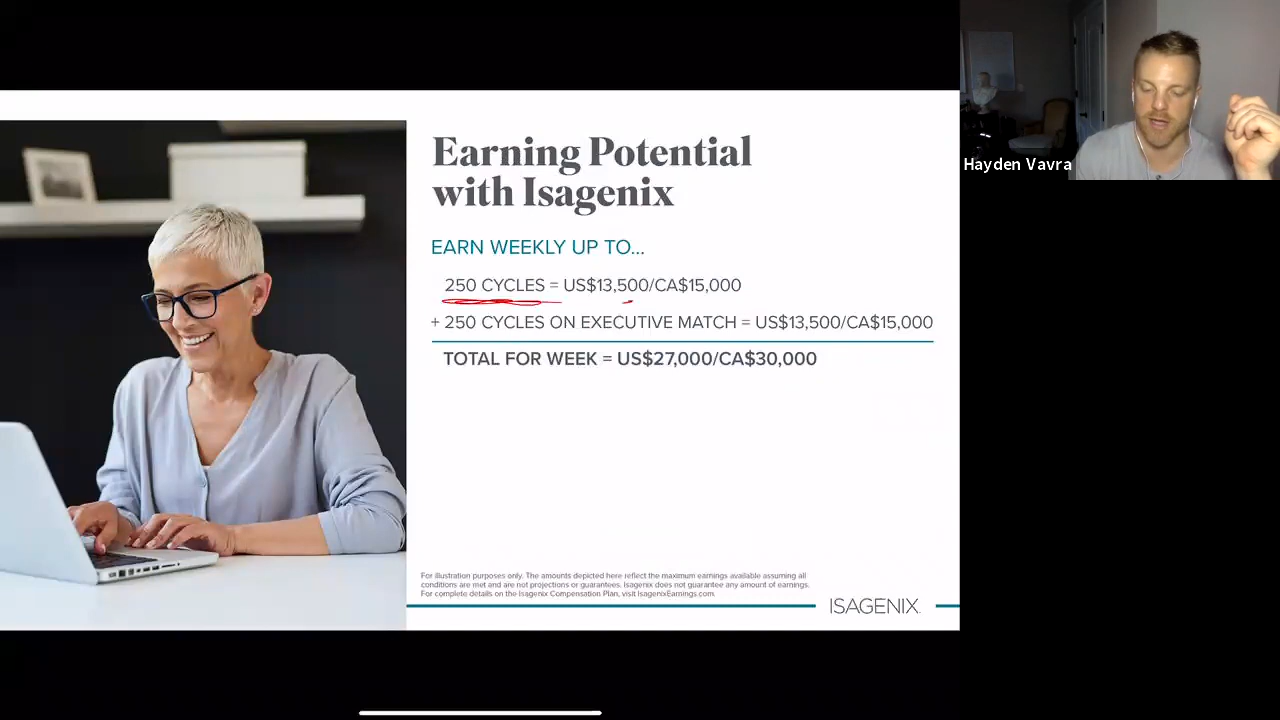 Earning Potential
with Isagenix
EARN WEEKLY UP TO...
250 CYCLES = US$13,500/CA$15,000
+ 250 CYCLES ON EXECUTIVE MATCH = US$13,500/CA$15,000
TOTAL FOR WEEK = US$27,000/CA$30,000
For illustration purposes only. The amounts depicted here reflect the maximum earnings available assuming all
conditions are met and are not projections or guarantees. Isagenix does not guarantee any amount of earnings.
For complete details on the Isagenix Compensation Plan, visit IsagenixEarnings.com.
ISAGENIX
Hayden Vavra